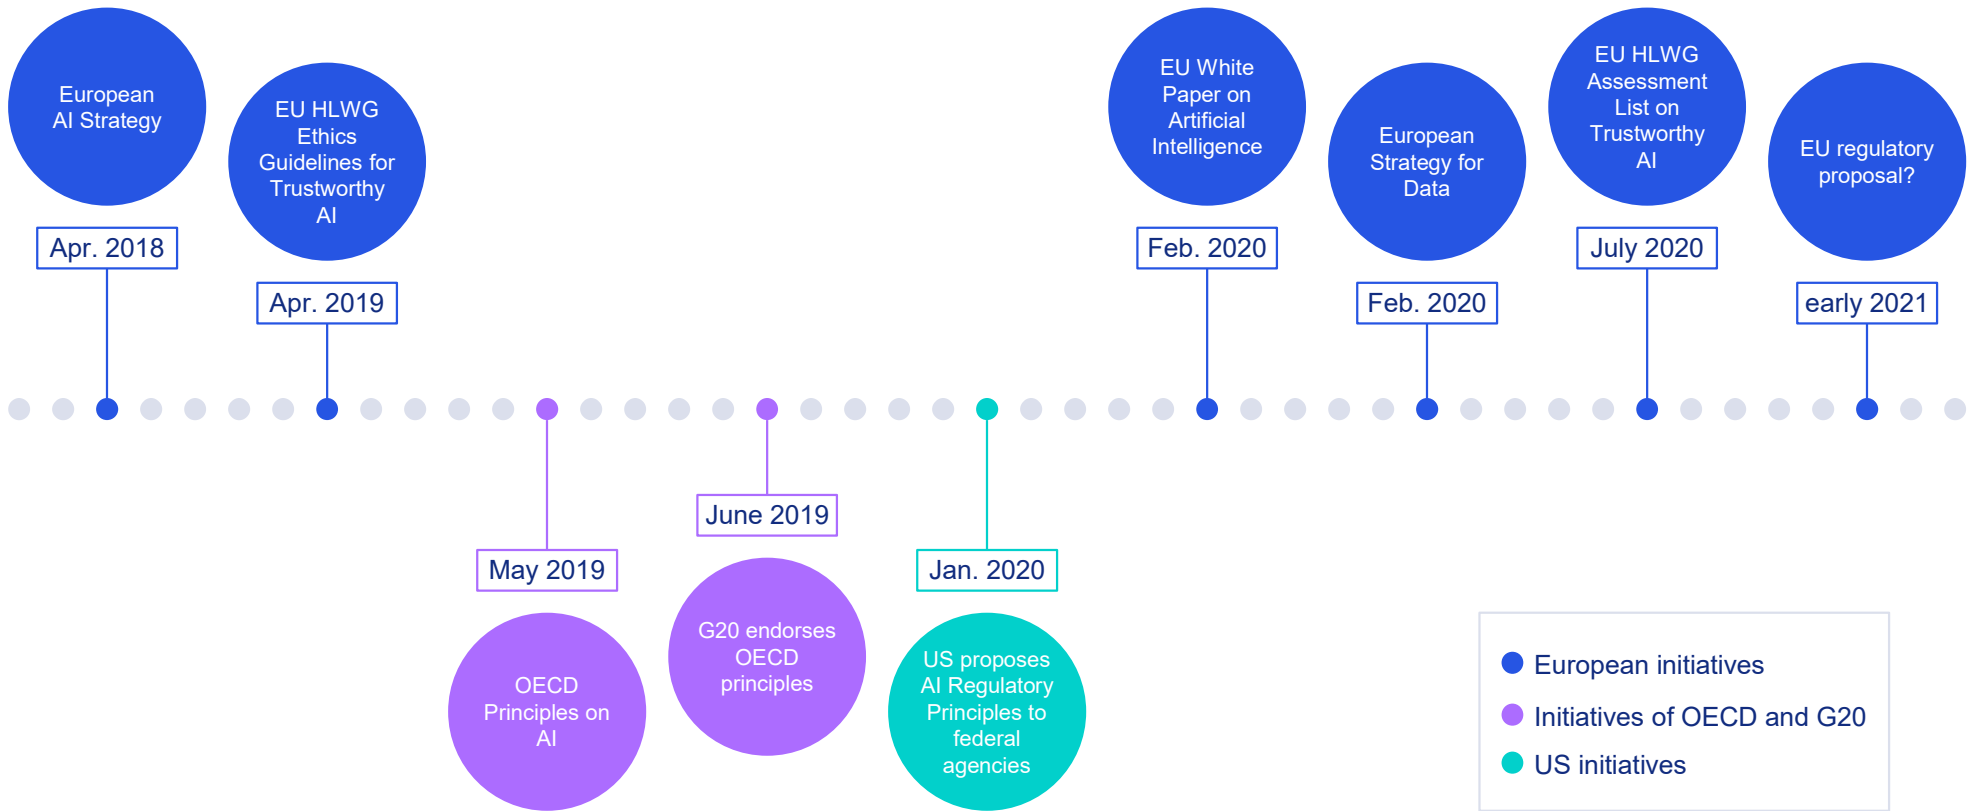 European
AI Strategy
Apr. 2018
EU HLWG
Ethics
Guidelines for
Trustworthy
AI
Apr. 2019
OECD
Principles on
AI
May 2019
G20 endorses
OECD
principles
June 2019
US proposes
AI Regulatory
Principles to
federal
agencies
Jan. 2020
EU White
Paper on
Artificial
Intelligence
Feb. 2020
European
Strategy for
Data
Feb. 2020
EU HLWG
Assessment
List on
Trustworthy
AI
July 2020
EU regulatory
proposal?
early 2021
European initiatives
Initiatives of OECD and G20
US initiatives